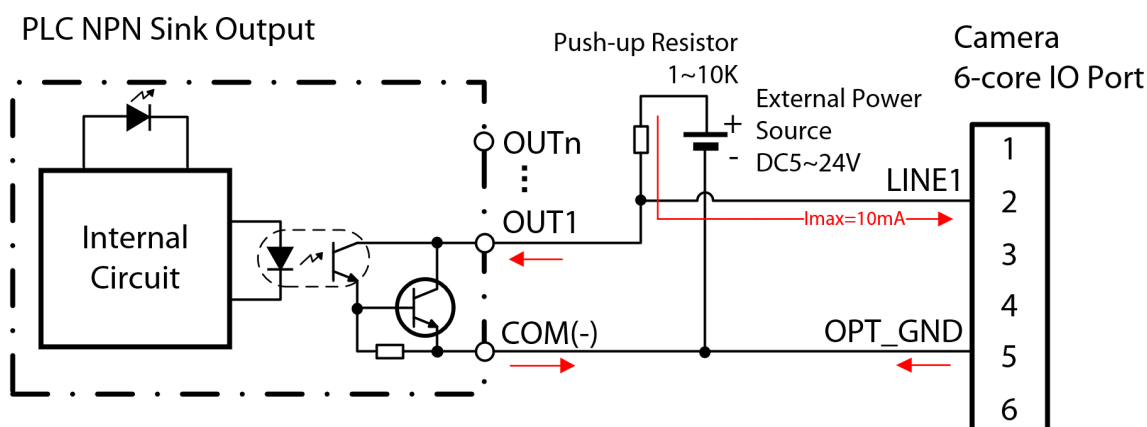 PLC NPN Sink Output
Push-up Resistor
1~10K
Camera
6-core IO Port
External Power
Source
DC5~24V
+
-
OUTn
LINE1
OUT1
Imax=10mA
Internal
Circuit
COM(-)
OPT_GND
1
2
3
4
5
6